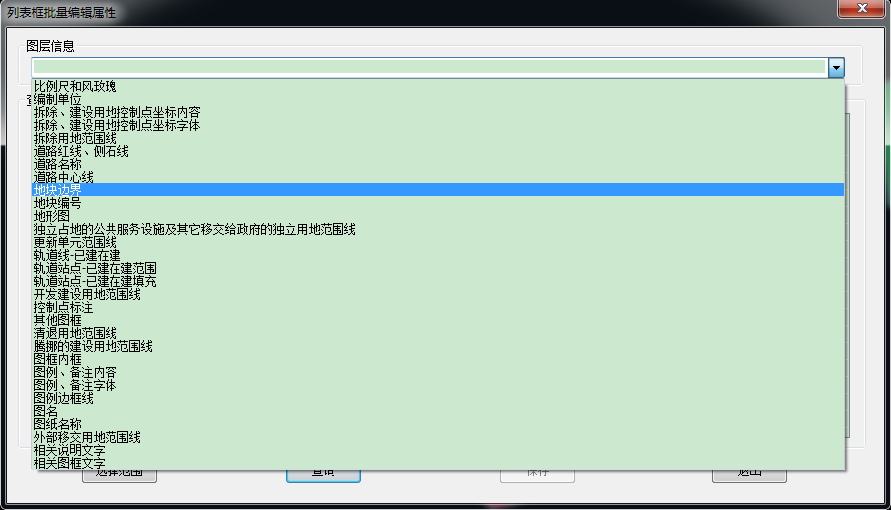 列表框批量编辑属性
图层信息
比例尺和风玫瑰
编制单位
拆除、建设用地控制点坐标内容
拆除、建设用地控制点坐标字体
拆除用地范围线
道路红线、侧石线
道路名称
道路中心线
地块边界
地块编号
地形图
独立占地的公共服务设施及其它移交给政府的独立用地范围线
更新单元范围线
轨道线-已建在建
轨道站点-已建在建范围
轨道站点-已建在建填充
开发建设用地范围线
控制点标注
其他图框
清退用地范围线
腾挪的建设用地范围线
图框内框
图例、备注内容
图例、备注字体
图例边框线
图名
图纸名称
外部移交用地范围线
相关说明文字
相关图框文字
选择范围
查询
保存
退出